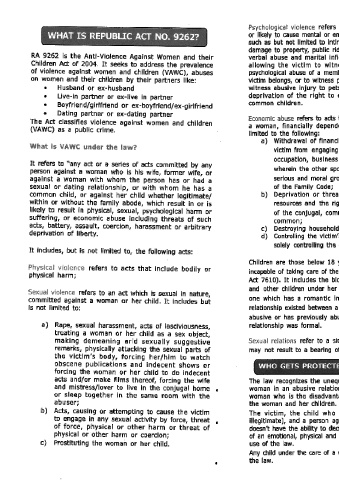 WHAT IS REPUBLIC ACT NO. 9262?
RA 9262 is the Anti-Violence Against Women and their
Children Act of 2004. It seeks to address the prevalence
of violence against women and children (VAWC), abuses
on women and their children by their partners like:
• Husband or ex-husband
• Live-in partner or ex-live in partner
• Boyfriend/girlfriend or ex-boyfriend/ex-girlfriend
• Dating partner or ex-dating partner
The Act classifies violence against women and children
(VAWC) as a public crime.
What is VAWC under the law?
It refers to "any act or a series of acts committed by any
person against a woman who is his wife, former wife, or
against a woman with whom the person has or had a
sexual or dating relationship, or with whom he has a
common child, or against her child whether legitimate/
within or without the family abode, which result in or is
likely to result in physical, sexual, psychological harm or
suffering, or economic abuse including threats of such
acts, battery, assault, coercion, harassment or arbitrary
deprivation of liberty.
It includes, but is not limited to, the following acts:
Physical violence refers to acts that include bodily or
physical harm;
Sexual violence refers to an act which is sexual in nature,
committed against a woman or her child. It includes but
is not limited to:
a) Rape, sexual harassment, acts of lasciviousness,
treating a woman or her child as a sex object,
making demeaning and sexually suggestive
remarks, physically attacking the sexual parts of
the victim's body, forcing her/him to watch
obscene publications and indecent shows or
forcing the woman or her child to do indecent
acts and/or make films thereof, forcing the wife
and mistress/lover to live in the conjugal home
or sleep together in the same room with the
abuser;
b) Acts, causing or attempting to cause the victim
to engage in any sexual activity by force, threat
of force, physical or other harm or threat of
physical or other harm or coercion;
c) Prostituting the woman or her child.
Psychological violence refers
or likely to cause mental or en
such as but not limited to inti
damage to property, public ri
verbal abuse and marital infi
allowing the victim to witn
psychological abuse of a mem
victim belongs, or to witness p
witness abusive injury to pet
deprivation of the right to
common children.
Economic abuse refers to acts
a woman, financially depend
limited to the following:
a) Withdrawal of financi
victim from engaging
occupation, business
wherein the other spo
serious and moral gro
of the Family Code;
b) Deprivation or threa
resources and the rig
of the conjugal, com
common;
c) Destroying household
d) Controlling the victim'
solely controlling the
Children are those below 18 y
incapable of taking care of the
Act 7610). It includes the bio
and other children under her
one which has a romantic in
relationship existed between a
abusive or has previously abu
relationship was formal.
Sexual relations refer to a si
may not result to a bearing o
WHO GETS PROTECTE
The law recognizes the uneq
woman in an abusive relation
woman who is the disadvanta
the woman and her children.
The victim, the child who
illegitimate), and a person ag
doesn't have the ability to dec
of an emotional, physical and
use of the law.
Any child under the care of a
the law.